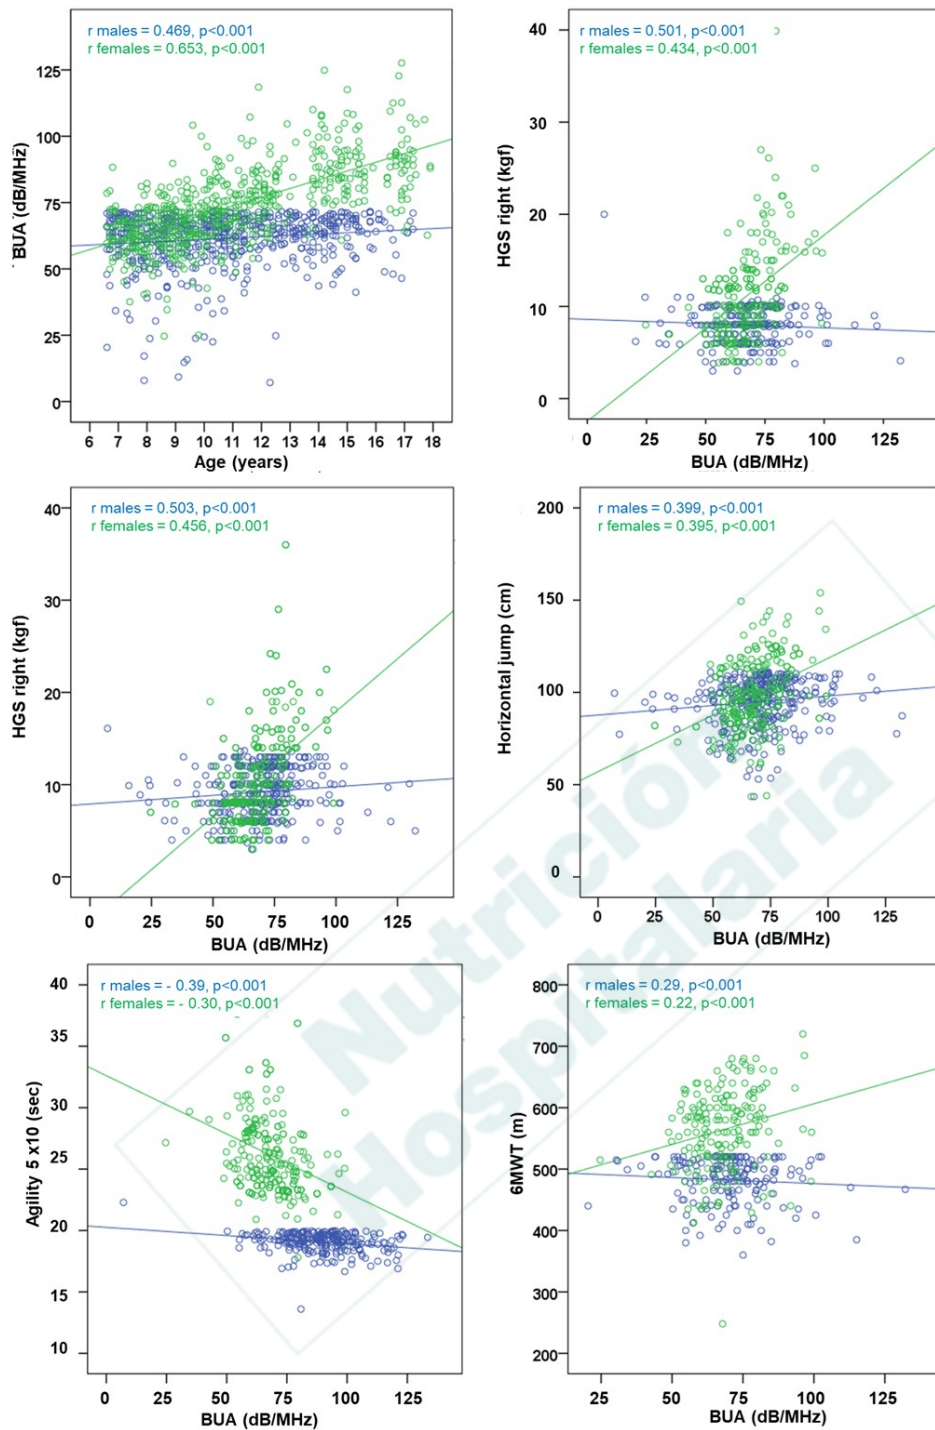 r males = 0.469, p<0.001
r females = 0.653, p<0.001
BUA (dB/MHz)
125
100
75
50
25
0
6 7 8 9 10 11 12 13 14 15 16 17 18
Age (years)
r males = 0.501, p<0.001
r females = 0.434, p<0.001
HGS right (kgf)
40
30
20
10
0
0 25 50 75 100 125
BUA (dB/MHz)
r males = 0.503, p<0.001
r females = 0.456, p<0.001
HGS right (kgf)
40
30
20
10
0
0 25 50 75 100 125
BUA (dB/MHz)
r males = 0.399, p<0.001
r females = 0.395, p<0.001
Horizontal jump (cm)
200
150
100
50
0
0 25 50 75 100 125
BUA (dB/MHz)
r males = - 0.39, p<0.001
r females = - 0.30, p<0.001
Agility 5 x10 (sec)
40
35
30
25
20
15
10
0 25 50 75 100 125
BUA (dB/MHz)
r males = 0.29, p<0.001
r females = 0.22, p<0.001
6MWT (m)
800
700
600
500
400
300
200
25 50 75 100 125
BUA (dB/MHz)
Nutrición
Hospitalaria